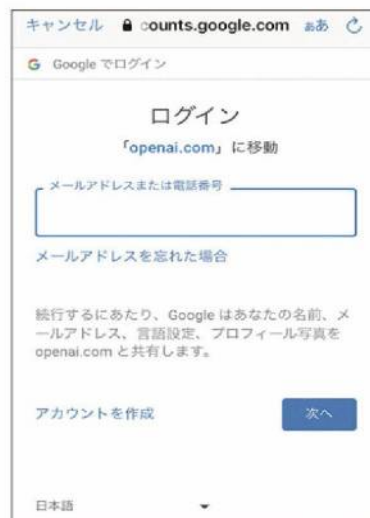 キャンセル counts.google.com ぁあ
G Google でログイン
ログイン
「openai.com」に移動
メールアドレスまたは電話番号
メールアドレスを忘れた場合
続行するにあたり、Google はあなたの名前、メ
ールアドレス、言語設定、プロフィール写真を
openai.com と共有します。
アカウントを作成 次へ
日本語